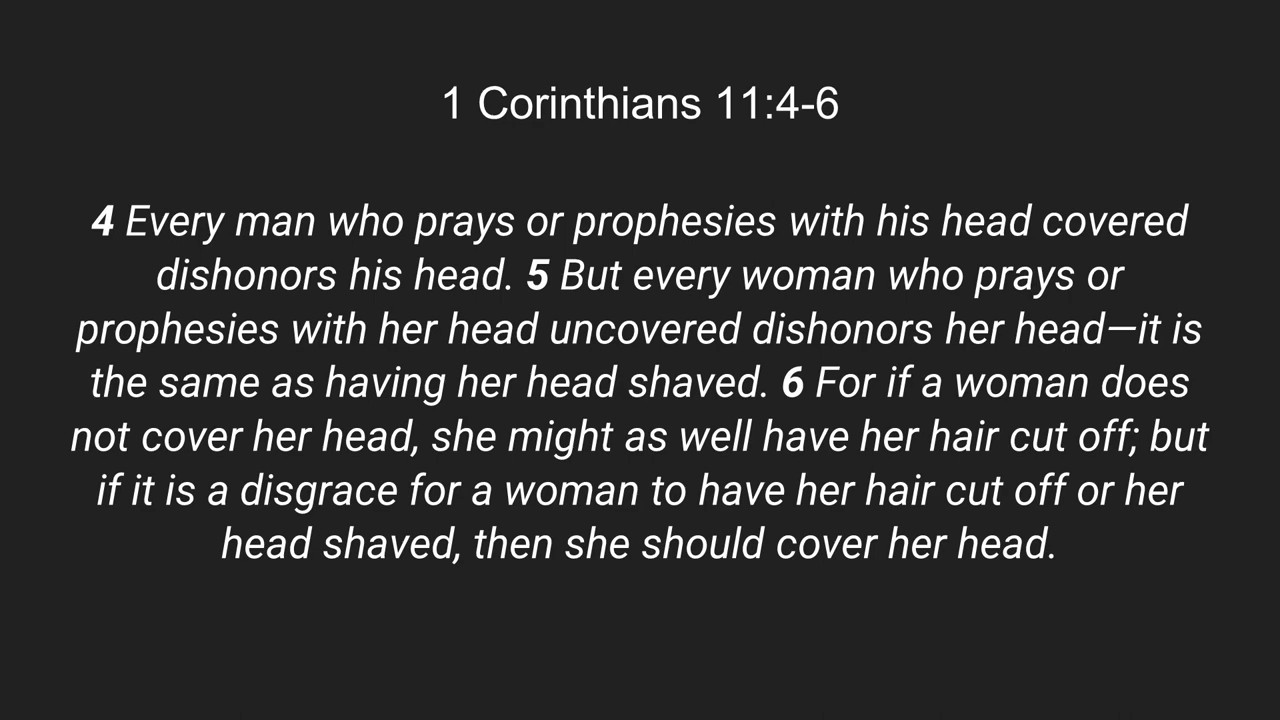 1 Corinthians 11:4-6
4 Every man who prays or prophesies with his head covered
dishonors his head. 5 But every woman who prays or
prophesies with her head uncovered dishonors her head—it is
the same as having her head shaved. 6 For if a woman does
not cover her head, she might as well have her hair cut off; but
if it is a disgrace for a woman to have her hair cut off or her
head shaved, then she should cover her head.